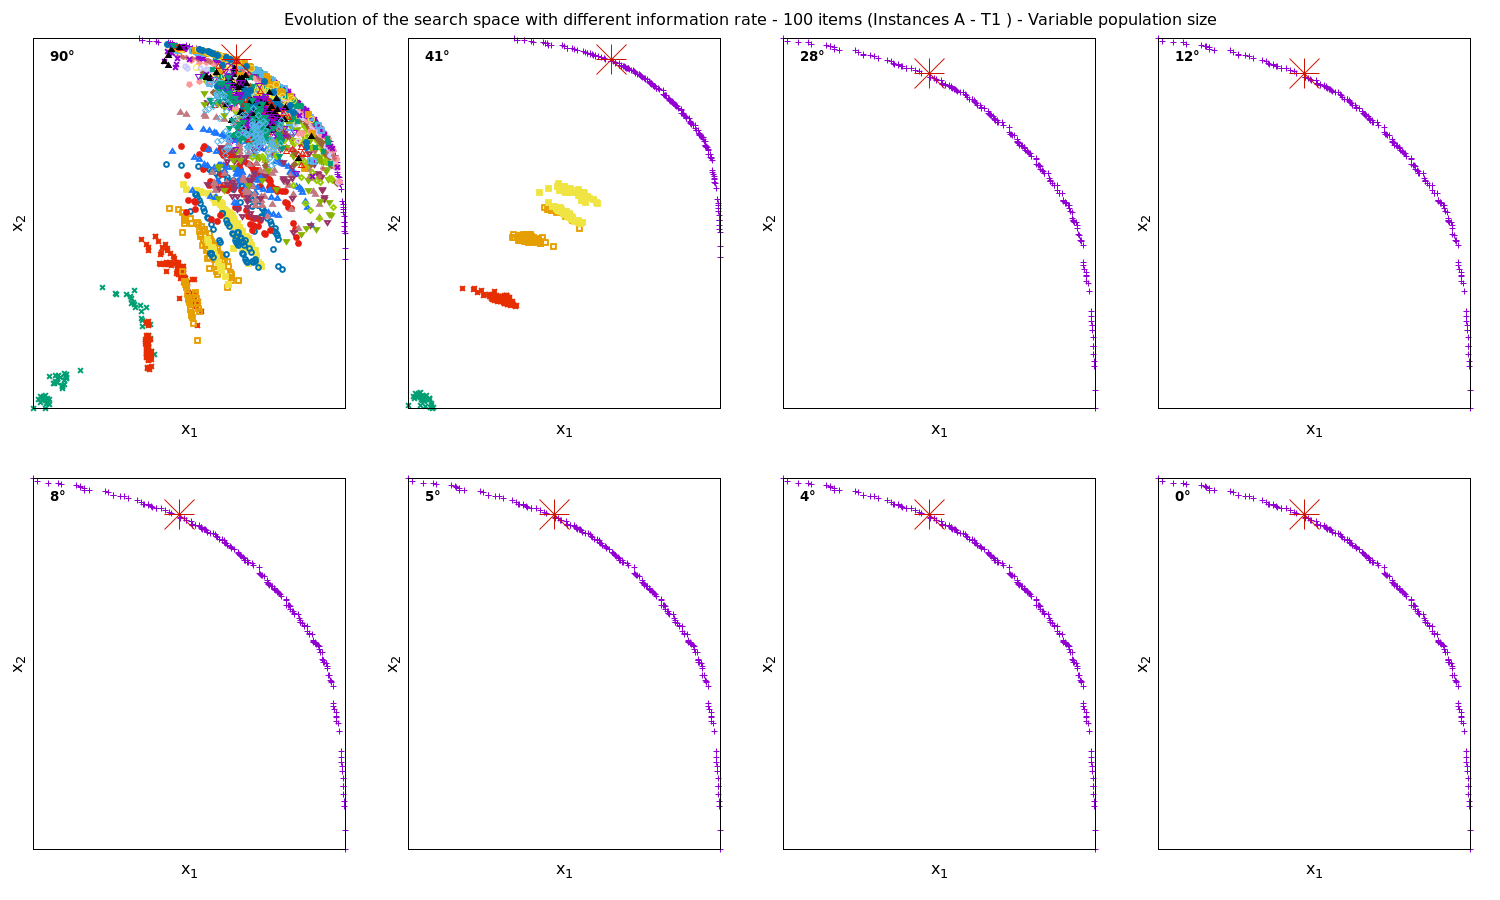 Evolution of the search space with different information rate - 100 items (Instances A - T1 ) - Variable population size
90°
41°
28°
12°
x2
x2
x2
x2
x1
x1
x1
x1
8°
5°
4°
0°
x2
x2
x2
x2
x1
x1
x1
x1